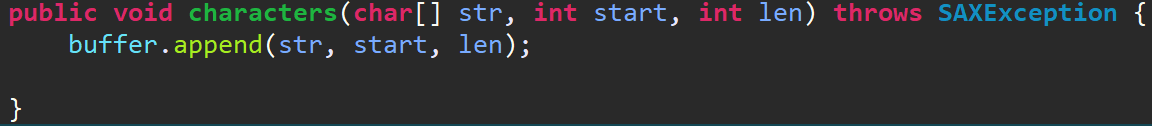 public void characters(char[] str, int start, int len) throws SAXException {
    buffer.append(str, start, len);
}